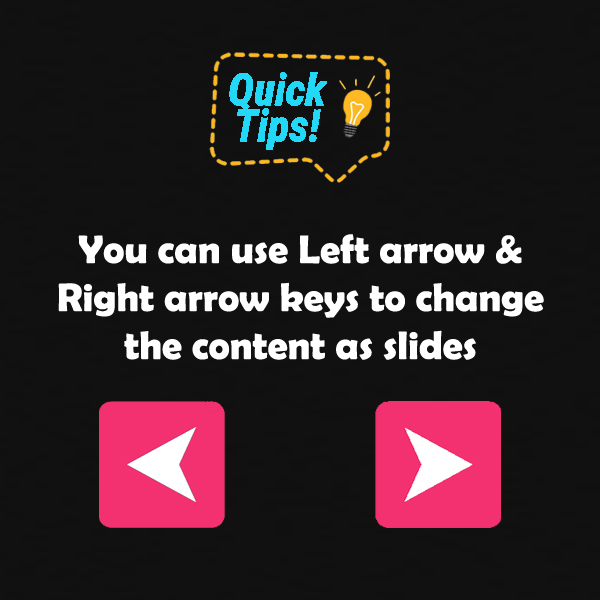 Quick
Tips!
You can use Left arrow &
Right arrow keys to change
the content as slides